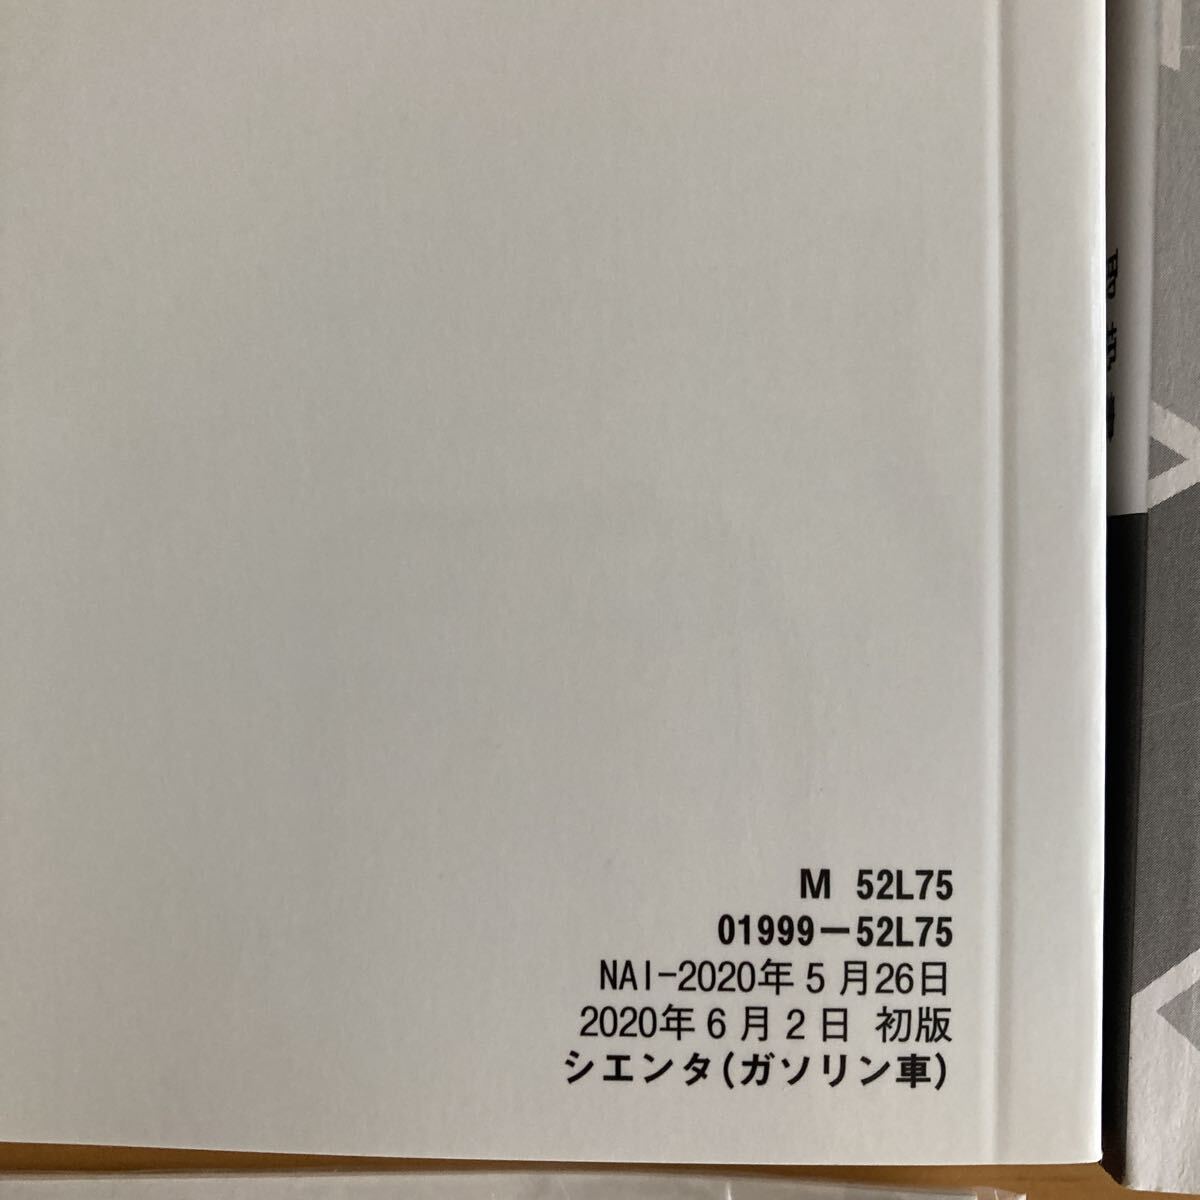 M 52L75
01999-52L75
NAI-2020年5月26日
2020年6月2日 初版
シエンタ(ガソリン車)